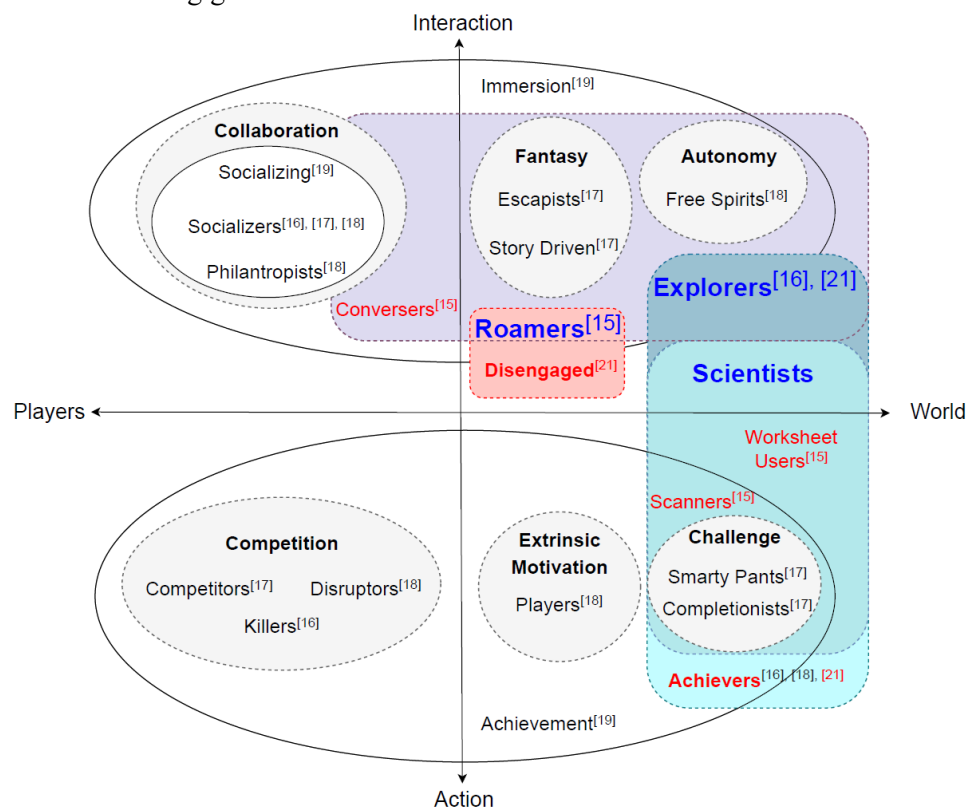 Interaction
Immersion[19]
Collaboration
Socializing[19]
Socializers[16], [17], [18]
Philantropists[18]
Fantasy
Escapists[17]
Story Driven[17]
Autonomy
Free Spirits[18]
Explorers[16], [21]
Conversers[15]
Roamers[15]
Disengaged[21]
Scientists
Players
World
Worksheet
Users[15]
Scanners[15]
Competition
Competitors[17]
Disruptors[18]
Killers[16]
Extrinsic
Motivation
Players[18]
Challenge
Smarty Pants[17]
Completionists[17]
Achievers[16], [18], [21]
Achievement[19]
Action